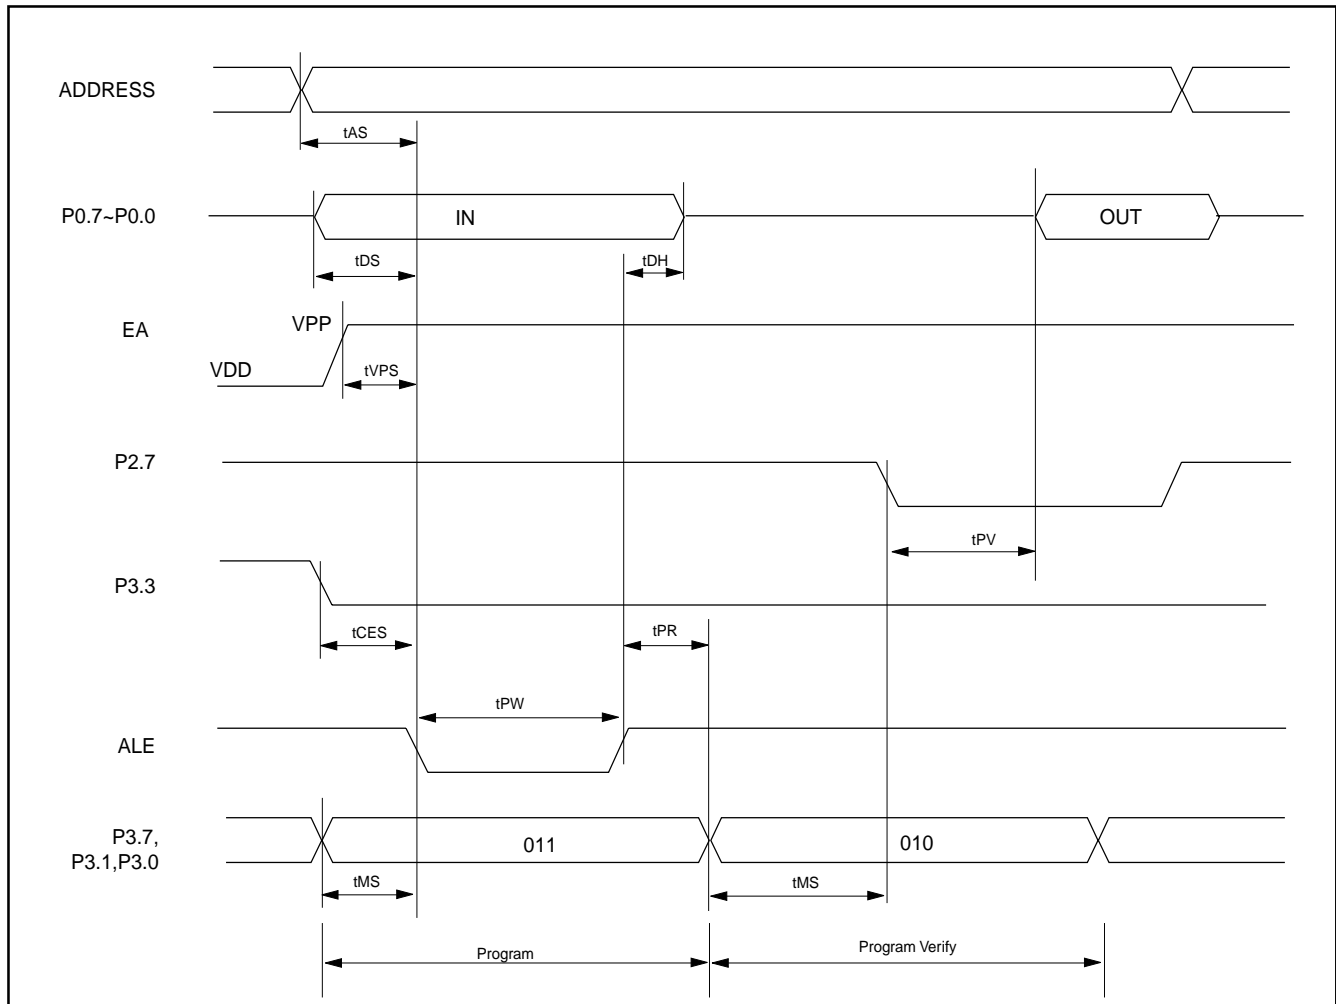 ADDRESS
tAS
P0.7~P0.0
IN
OUT
tDS
tDH
EA
VPP
VDD
tVPS
P2.7
tPV
P3.3
tCES
tPR
tPW
ALE
P3.7,
P3.1,P3.0
011
010
tMS
tMS
Program
Program Verify